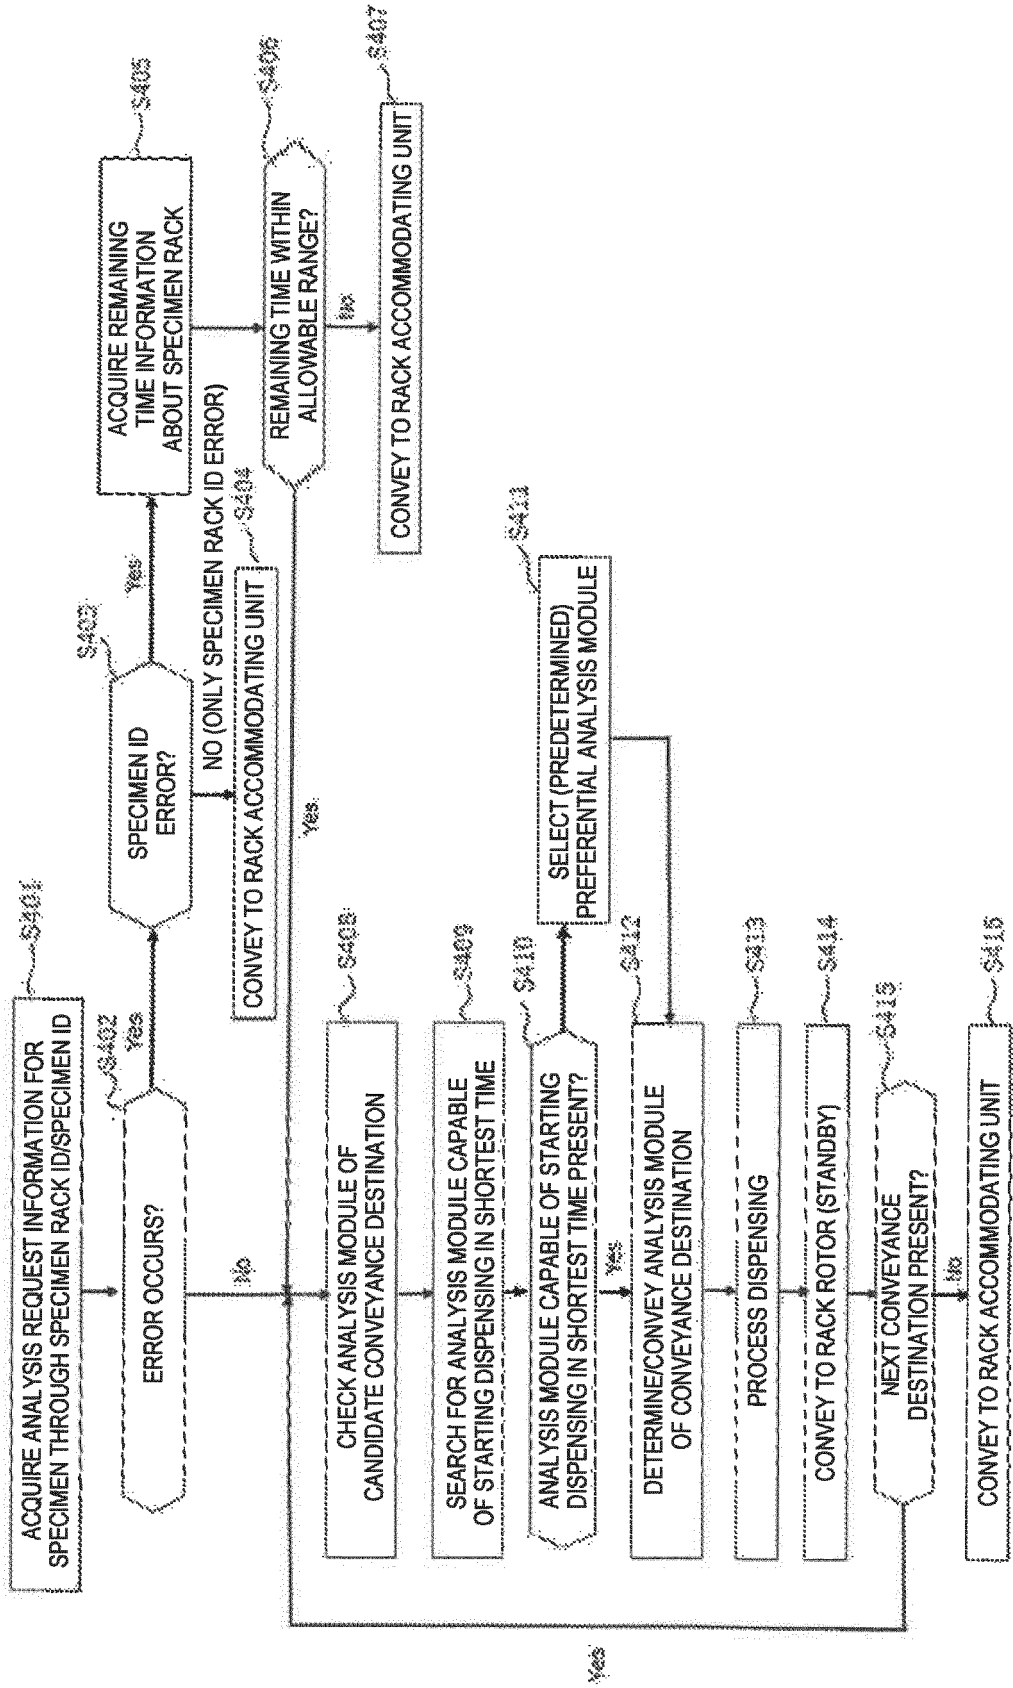 ACQUIRE ANALYSIS REQUEST INFORMATION FOR
SPECIMEN THROUGH SPECIMEN RACK ID/SPECIMEN ID
S401
ERROR OCCURS?
S402
Yes
No
SPECIMEN ID
ERROR?
S403
Yes
NO (ONLY SPECIMEN RACK ID ERROR)
CONVEY TO RACK ACCOMMODATING UNIT
S404
ACQUIRE REMAINING
TIME INFORMATION
ABOUT SPECIMEN RACK
S405
REMAINING TIME WITHIN
ALLOWABLE RANGE?
S406
Yes
No
CONVEY TO RACK ACCOMMODATING UNIT
S407
CHECK ANALYSIS MODULE OF
CANDIDATE CONVEYANCE DESTINATION
S408
SEARCH FOR ANALYSIS MODULE CAPABLE
OF STARTING DISPENSING IN SHORTEST TIME
S409
ANALYSIS MODULE CAPABLE OF STARTING
DISPENSING IN SHORTEST TIME PRESENT?
S410
Yes
SELECT (PREDETERMINED)
PREFERENTIAL ANALYSIS MODULE
S411
DETERMINE/CONVEY ANALYSIS MODULE
OF CONVEYANCE DESTINATION
S412
PROCESS DISPENSING
S413
CONVEY TO RACK ROTOR (STANDBY)
S414
NEXT CONVEYANCE
DESTINATION PRESENT?
S415
Yes
No
CONVEY TO RACK ACCOMMODATING UNIT
S416